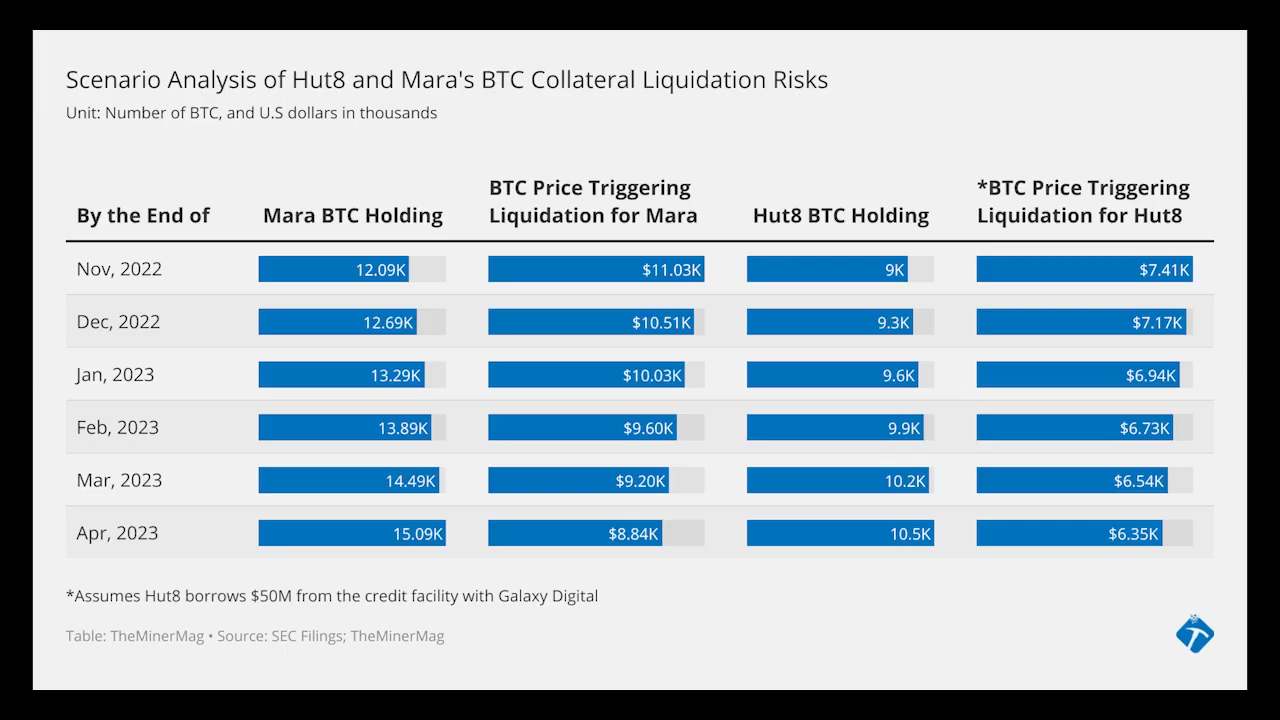 Scenario Analysis of Hut8 and Mara's BTC Collateral Liquidation Risks
Unit: Number of BTC, and U.S dollars in thousands
By the End of
Mara BTC Holding
BTC Price Triggering
Liquidation for Mara
Hut8 BTC Holding
*BTC Price Triggering
Liquidation for Hut8
Nov, 2022 12.09K $11.03K 9K $7.41K
Dec, 2022 12.69K $10.51K 9.3K $7.17K
Jan, 2023 13.29K $10.03K 9.6K $6.94K
Feb, 2023 13.89K $9.60K 9.9K $6.73K
Mar, 2023 14.49K $9.20K 10.2K $6.54K
Apr, 2023 15.09K $8.84K 10.5K $6.35K
*Assumes Hut8 borrows $50M from the credit facility with Galaxy Digital
Table: TheMinerMag • Source: SEC Filings; TheMinerMag